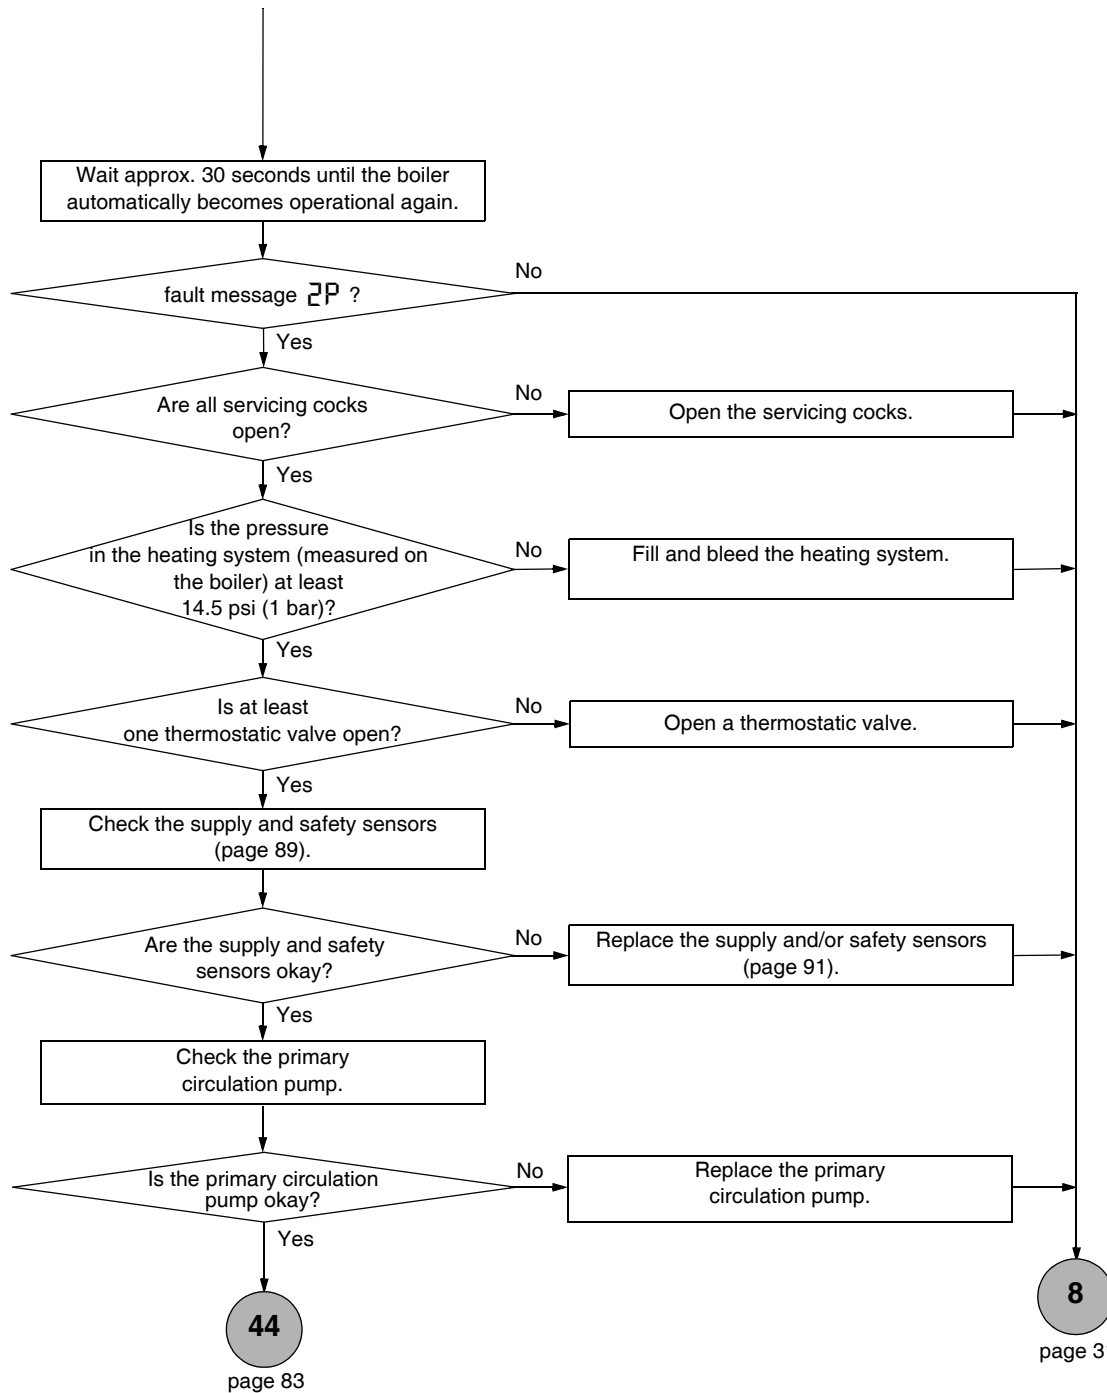 Wait approx. 30 seconds until the boiler
automatically becomes operational again.
fault message 2P ?
No
Yes
Are all servicing cocks
open?
No
Open the servicing cocks.
Yes
Is the pressure
in the heating system (measured on
the boiler) at least
14.5 psi (1 bar)?
No
Fill and bleed the heating system.
Yes
Is at least
one thermostatic valve open?
No
Open a thermostatic valve.
Yes
Check the supply and safety sensors
(page 89).
Are the supply and safety
sensors okay?
No
Replace the supply and/or safety sensors
(page 91).
Yes
Check the primary
circulation pump.
Is the primary circulation
pump okay?
No
Replace the primary
circulation pump.
Yes
44
page 83
8
page